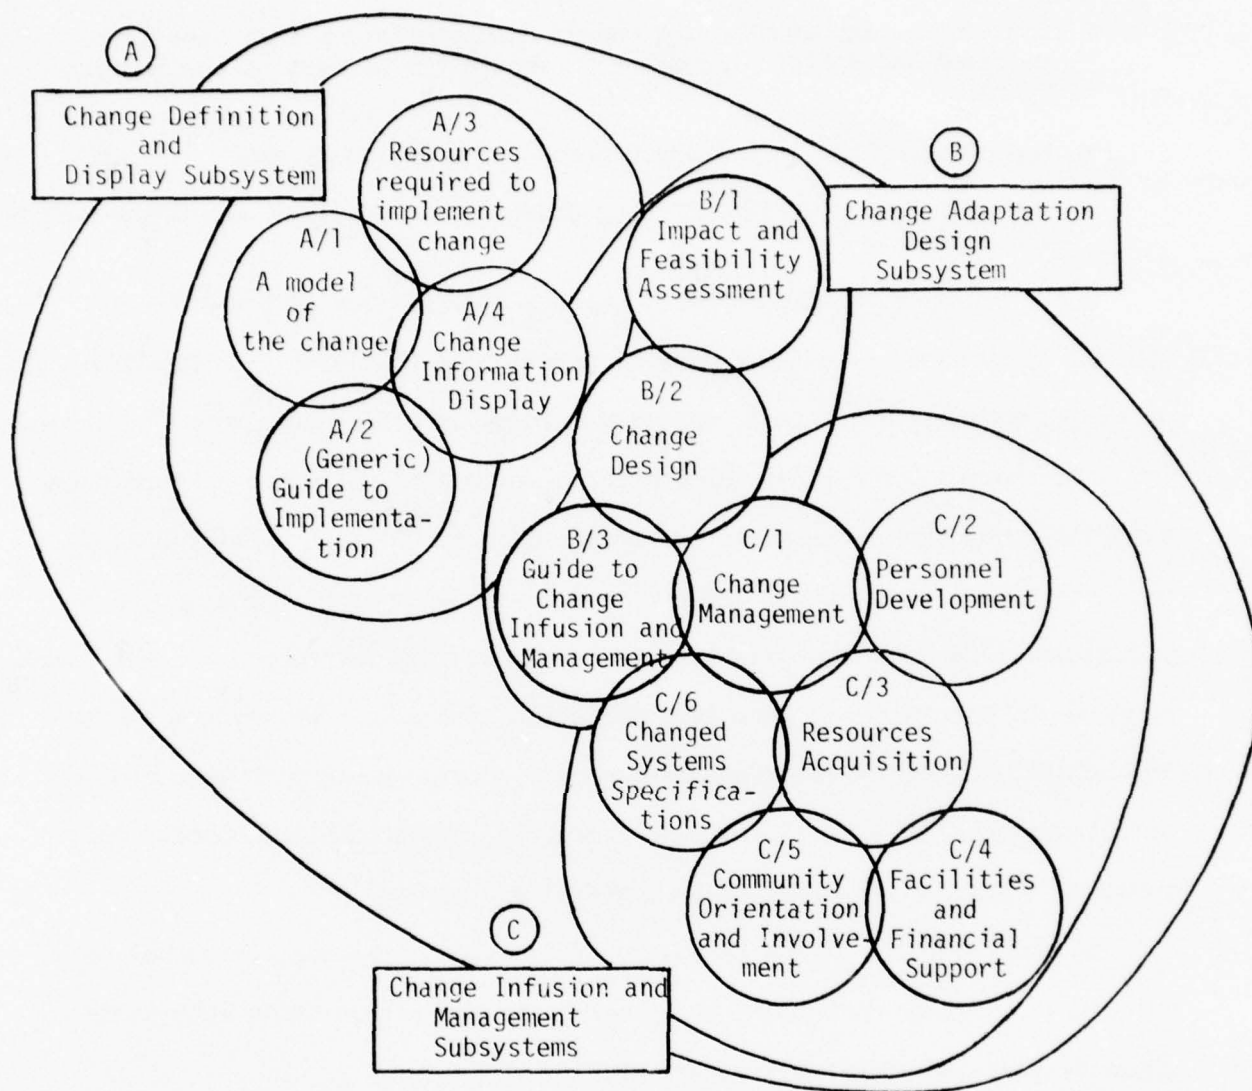 A
Change Definition
and
Display Subsystem
A/3
Resources
required to
implement
change
B
Change Adaptation
Design
Subsystem
B/1
Impact and
Feasibility
Assessment
A/1
A model
of
the change
A/4
Change
Information
Display
B/2
Change
Design
A/2
(Generic)
Guide to
Implementa-
tion
B/3
Guide to
Change
Infusion and
Management
C/1
Change
Management
C/2
Personnel
Development
C/6
Changed
Systems
Specifica-
tions
C/3
Resources
Acquisition
C/5
Community
Orientation
and Involve-
ment
C/4
Facilities
and
Financial
Support
C
Change Infusion and
Management
Subsystems